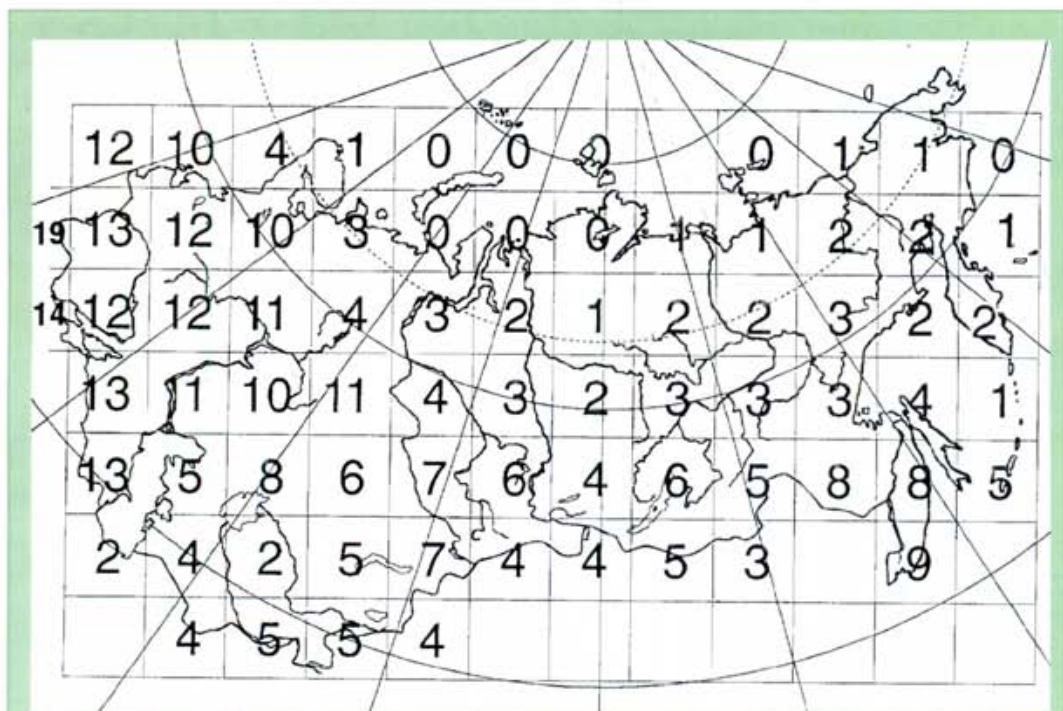 12 10 4 1 0 0 0 0 1 1 0
19 13 12 10 3 0 0 0 1 1 2 2 1
14 12 12 11 4 3 2 1 2 2 3 2 2
13 1 10 11 4 3 2 3 3 3 4 1
13 5 8 6 7 6 4 6 5 8 8 5
2 4 2 5 7 4 4 5 3 9
4 5 5 4